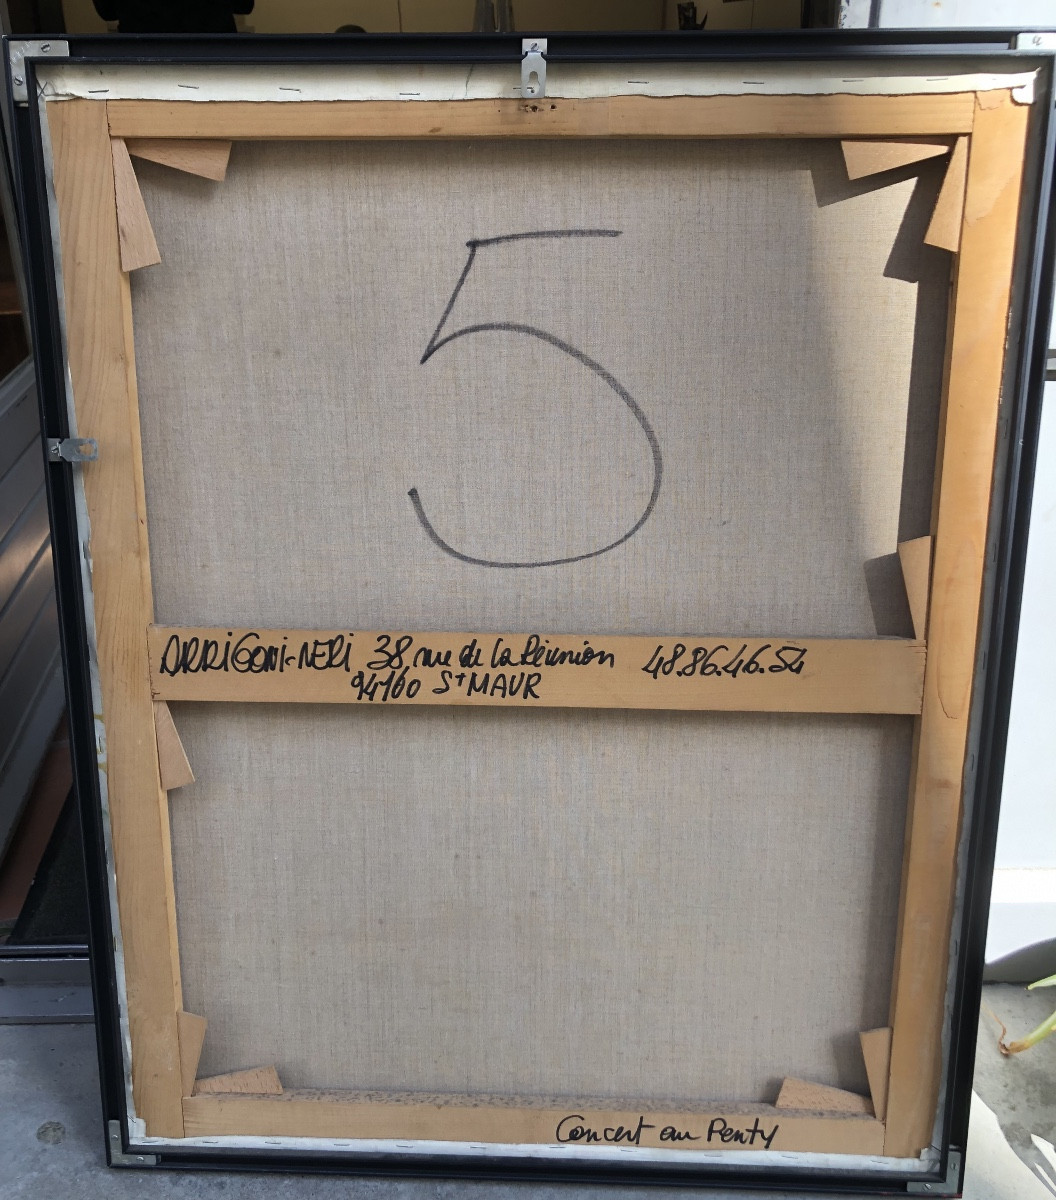 5
ARRIGONI-NERI 38, rue de la Réunion 48.86.46.54
94100 St MAUR
Concert au Penty